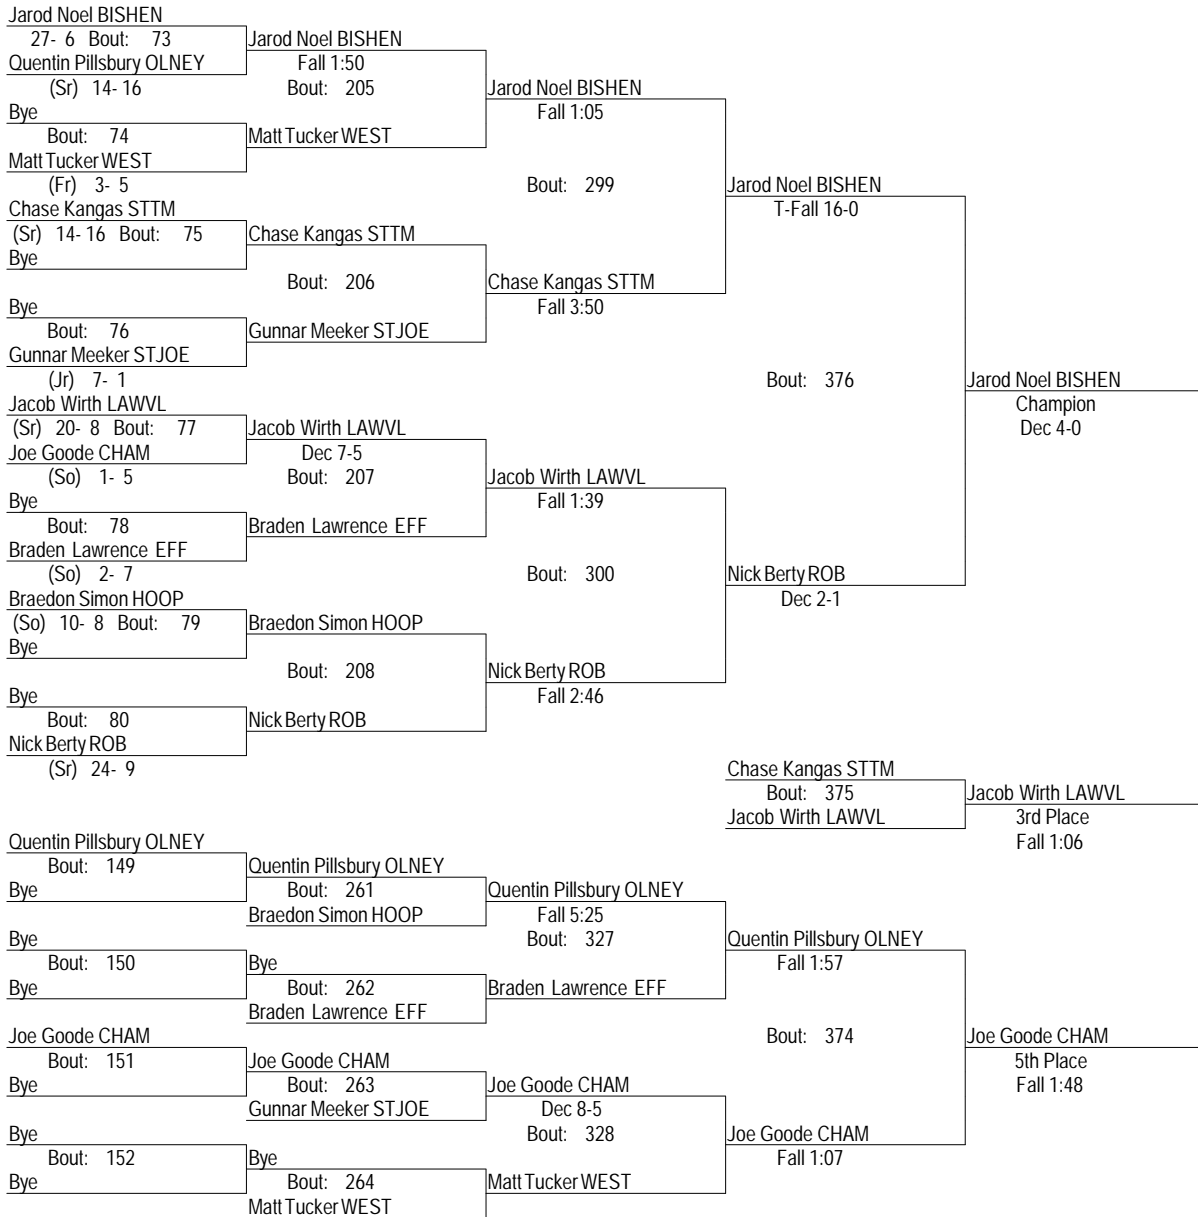 Jarod Noel BISHEN
27- 6 Bout: 73
Jarod Noel BISHEN
Quentin Pillsbury OLNEY
Fall 1:50
(Sr) 14- 16
Bout: 205
Jarod Noel BISHEN
Bye
Fall 1:05
Bout: 74
Matt Tucker WEST
Matt Tucker WEST
(Fr) 3- 5
Bout: 299
Jarod Noel BISHEN
Chase Kangas STTM
T-Fall 16-0
(Sr) 14- 16 Bout: 75
Chase Kangas STTM
Bye
Bout: 206
Chase Kangas STTM
Bye
Fall 3:50
Bout: 76
Gunnar Meeker STJOE
Gunnar Meeker STJOE
(Jr) 7- 1
Bout: 376
Jarod Noel BISHEN
Jacob Wirth LAWVL
Champion
(Sr) 20- 8 Bout: 77
Jacob Wirth LAWVL
Dec 4-0
Joe Goode CHAM
Dec 7-5
(So) 1- 5
Bout: 207
Jacob Wirth LAWVL
Bye
Fall 1:39
Bout: 78
Braden Lawrence EFF
Braden Lawrence EFF
(So) 2- 7
Bout: 300
Nick Berty ROB
Braedon Simon HOOP
Dec 2-1
(So) 10- 8 Bout: 79
Braedon Simon HOOP
Bye
Bout: 208
Nick Berty ROB
Bye
Fall 2:46
Bout: 80
Nick Berty ROB
Nick Berty ROB
(Sr) 24- 9
Chase Kangas STTM
Bout: 375
Jacob Wirth LAWVL
Jacob Wirth LAWVL
3rd Place
Fall 1:06
Quentin Pillsbury OLNEY
Bout: 149
Quentin Pillsbury OLNEY
Bye
Bout: 261
Quentin Pillsbury OLNEY
Braedon Simon HOOP
Fall 5:25
Bye
Bout: 327
Quentin Pillsbury OLNEY
Bout: 150
Bye
Fall 1:57
Bye
Bout: 262
Braden Lawrence EFF
Braden Lawrence EFF
Joe Goode CHAM
Bout: 374
Joe Goode CHAM
Bout: 151
Joe Goode CHAM
5th Place
Bye
Bout: 263
Joe Goode CHAM
Fall 1:48
Gunnar Meeker STJOE
Dec 8-5
Bye
Bout: 328
Joe Goode CHAM
Bout: 152
Bye
Fall 1:07
Bye
Bout: 264
Matt Tucker WEST
Matt Tucker WEST